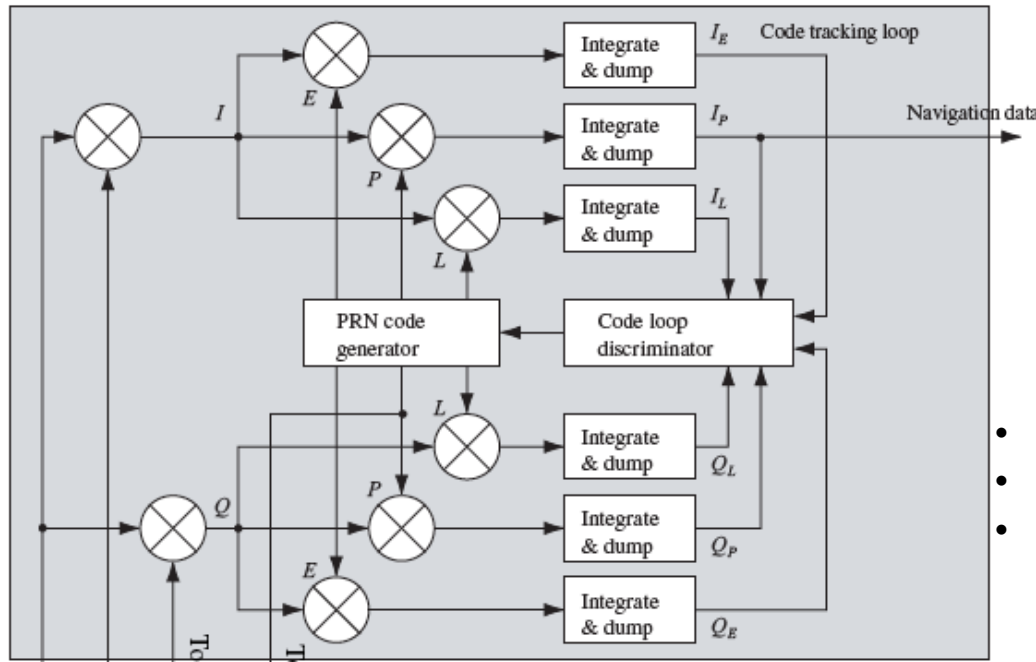 Integrate
& dump
I_E
Code tracking loop
E
I
Integrate
& dump
I_P
Navigation data
P
Integrate
& dump
I_L
L
PRN code
generator
Code loop
discriminator
L
Integrate
& dump
Q_L
P
Q
Integrate
& dump
Q_P
E
Integrate
& dump
Q_E
To